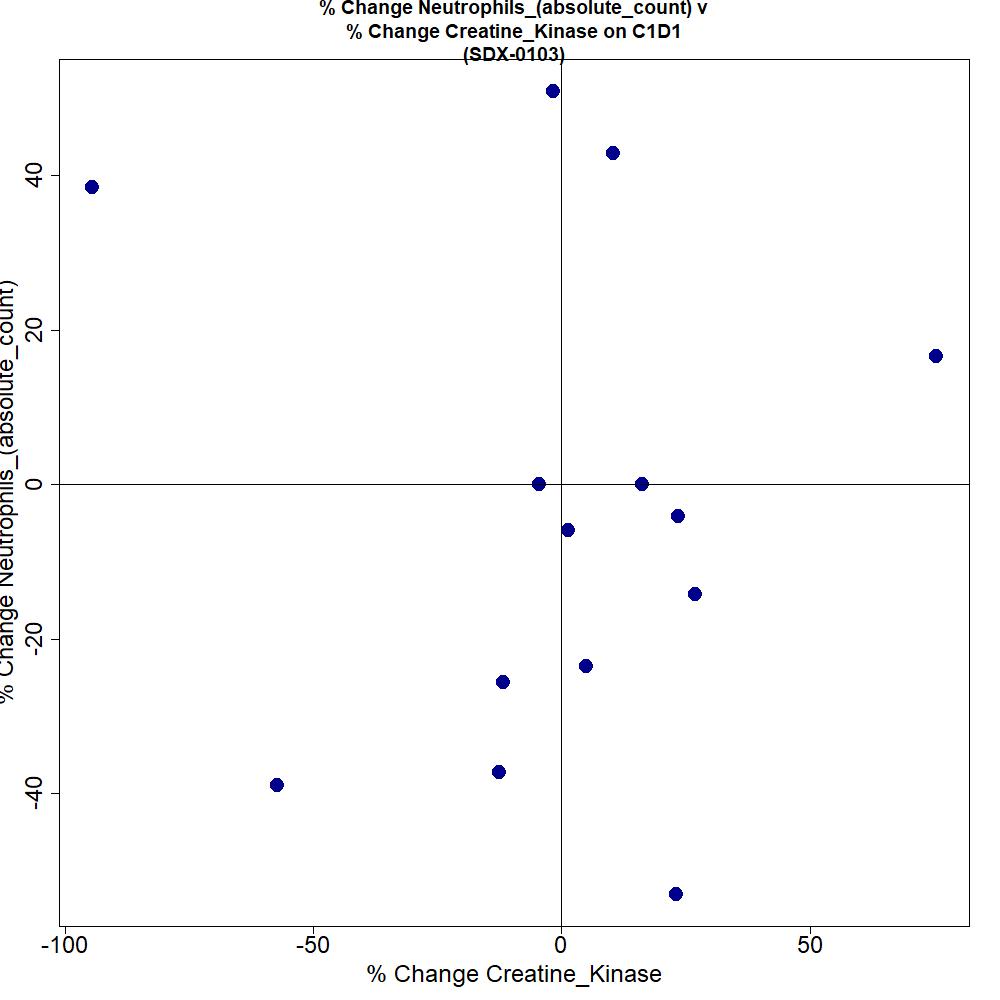 % Change Neutrophils_(absolute_count) v
% Change Creatine_Kinase on C1D1
(SDX-0103)
% Change Neutrophils_(absolute_count)
40
20
0
-20
-40
-100
-50
0
50
% Change Creatine_Kinase